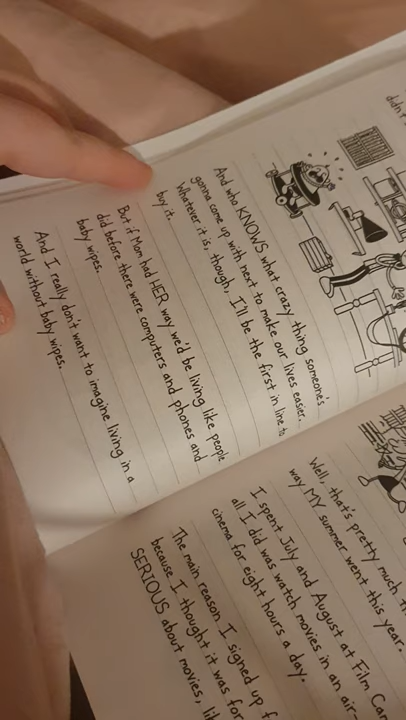 didn't
And who KNOWS what crazy thing someone's
gonna come up with next to make our lives easier.
Whatever it is, though, I'll be the first in line to
buy it.
But if Mom had HER way we'd be living like people
did before there were computers and phones and
baby wipes.
And I really don't want to imagine living in a
world without baby wipes.
Well, that's pretty much
way MY summer went this year.
I spent July and August at Film
all I did was watch movies in an
cinema for eight hours a day.
The main reason I signed up
because I thought it was for
SERIOUS about movies,